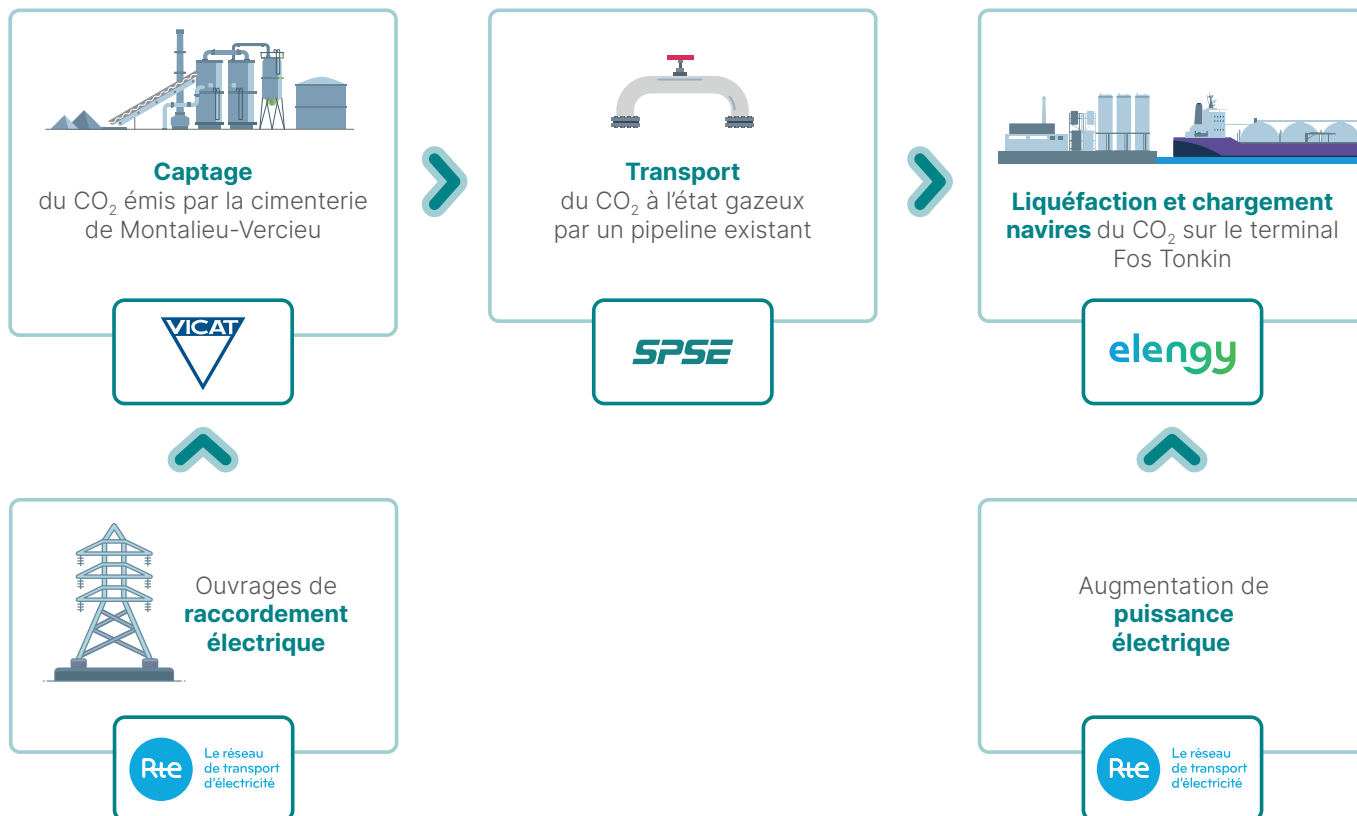 Captage
du CO₂ émis par la cimenterie
de Montalieu-Vercieu
VICAT
Transport
du CO₂ à l'état gazeux
par un pipeline existant
SPSE
Liquéfaction et chargement
navires du CO₂ sur le terminal
Fos Tonkin
elengy
Ouvrages de
raccordement
électrique
Rte
Le réseau
de transport
d'électricité
Augmentation de
puissance
électrique
Rte
Le réseau
de transport
d'électricité